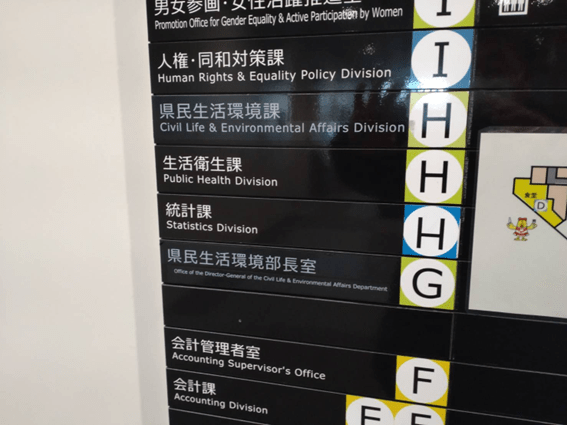 男女参画・女性活躍推進室
Promotion Office for Gender Equality & Active Participation by Women
I
人権・同和対策課
Human Rights & Equality Policy Division
I
県民生活環境課
Civil Life & Environmental Affairs Division
H
生活衛生課
Public Health Division
H
統計課
Statistics Division
H
県民生活環境部長室
Office of the Director-General of the Civil Life & Environmental Affairs Department
G
会計管理者室
Accounting Supervisor's Office
F
会計課
Accounting Division
F F
食堂
D